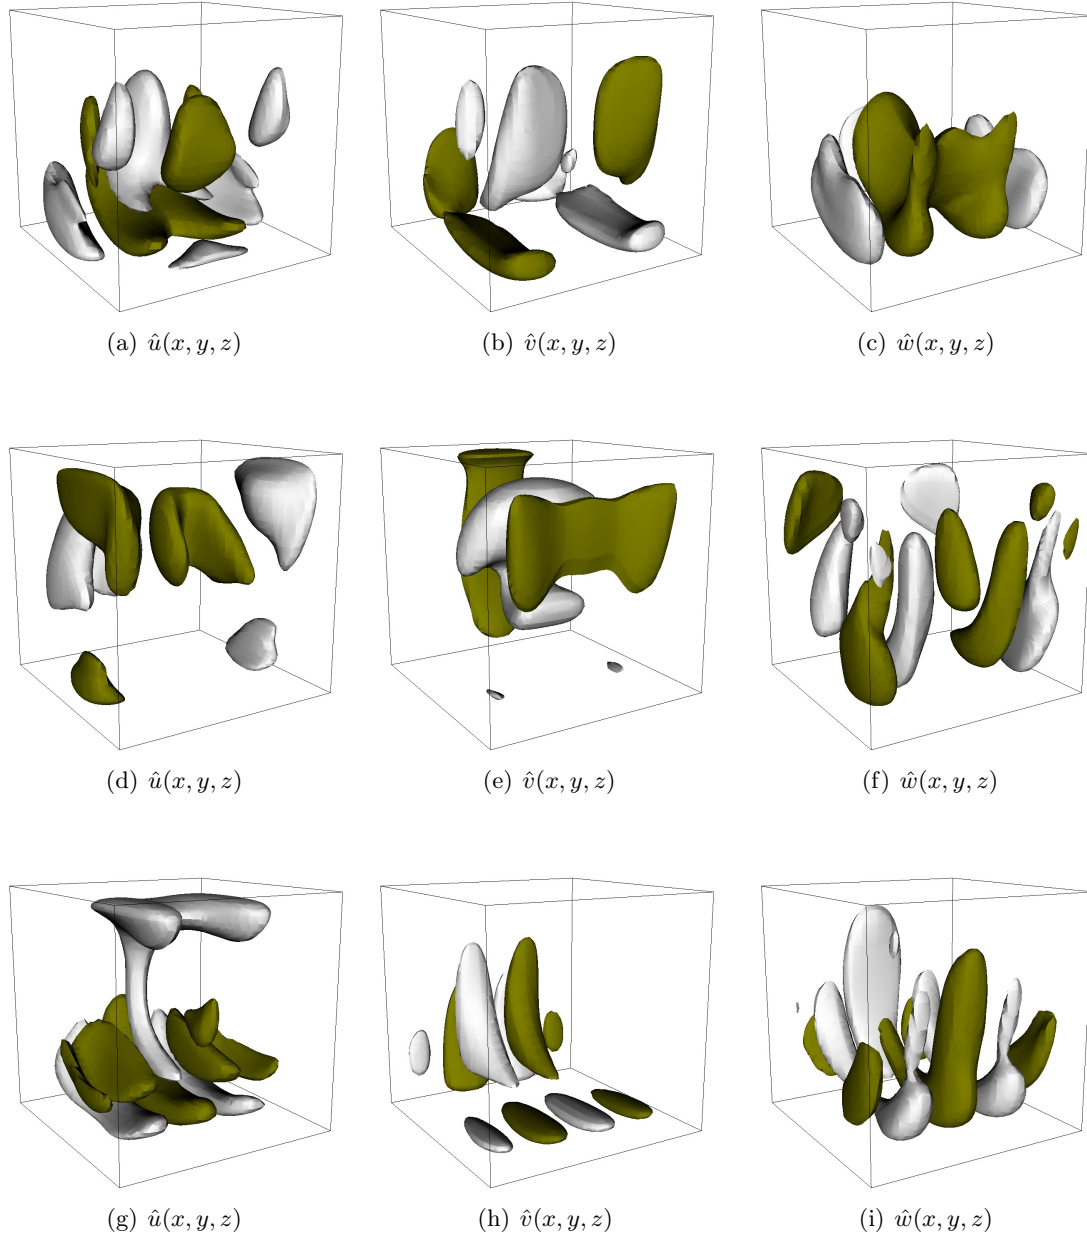 (a) û(x, y, z) (b) v̂(x, y, z) (c) ŵ(x, y, z)
(d) û(x, y, z) (e) v̂(x, y, z) (f) ŵ(x, y, z)
(g) û(x, y, z) (h) v̂(x, y, z) (i) ŵ(x, y, z)